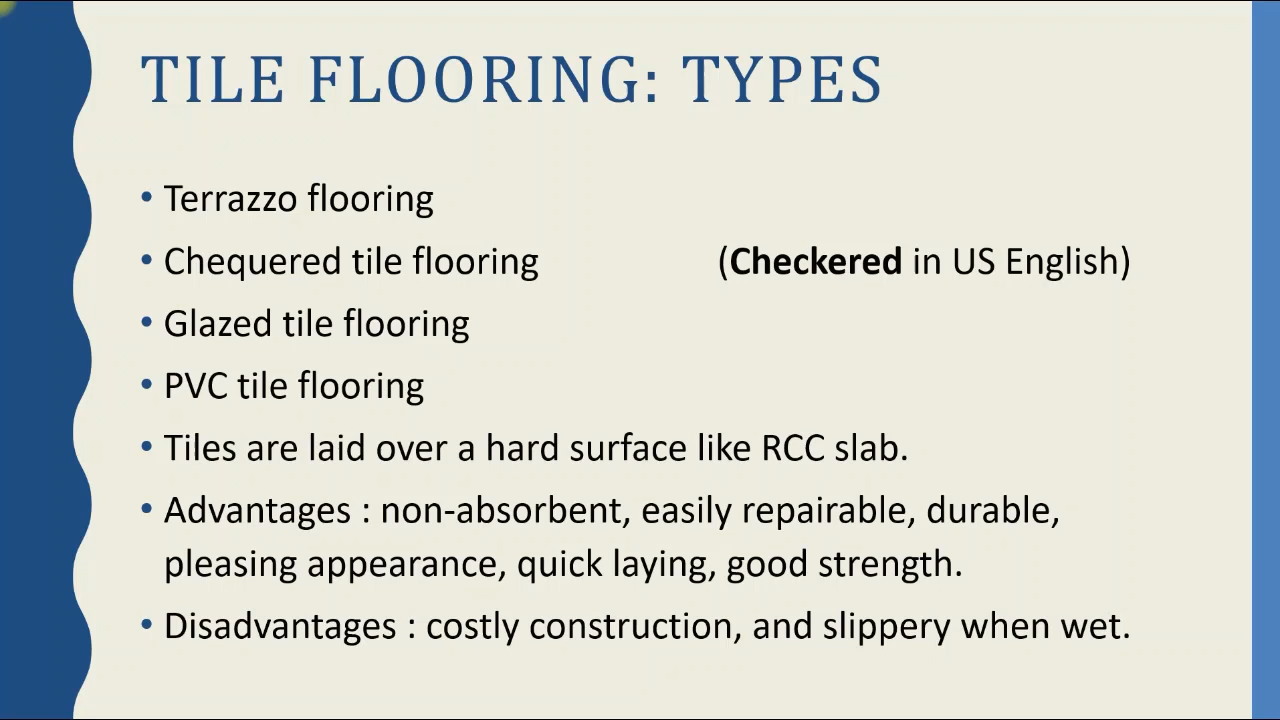 TILE FLOORING: TYPES
• Terrazzo flooring
• Chequered tile flooring (Checkered in US English)
• Glazed tile flooring
• PVC tile flooring
• Tiles are laid over a hard surface like RCC slab.
• Advantages : non-absorbent, easily repairable, durable,
pleasing appearance, quick laying, good strength.
• Disadvantages : costly construction, and slippery when wet.